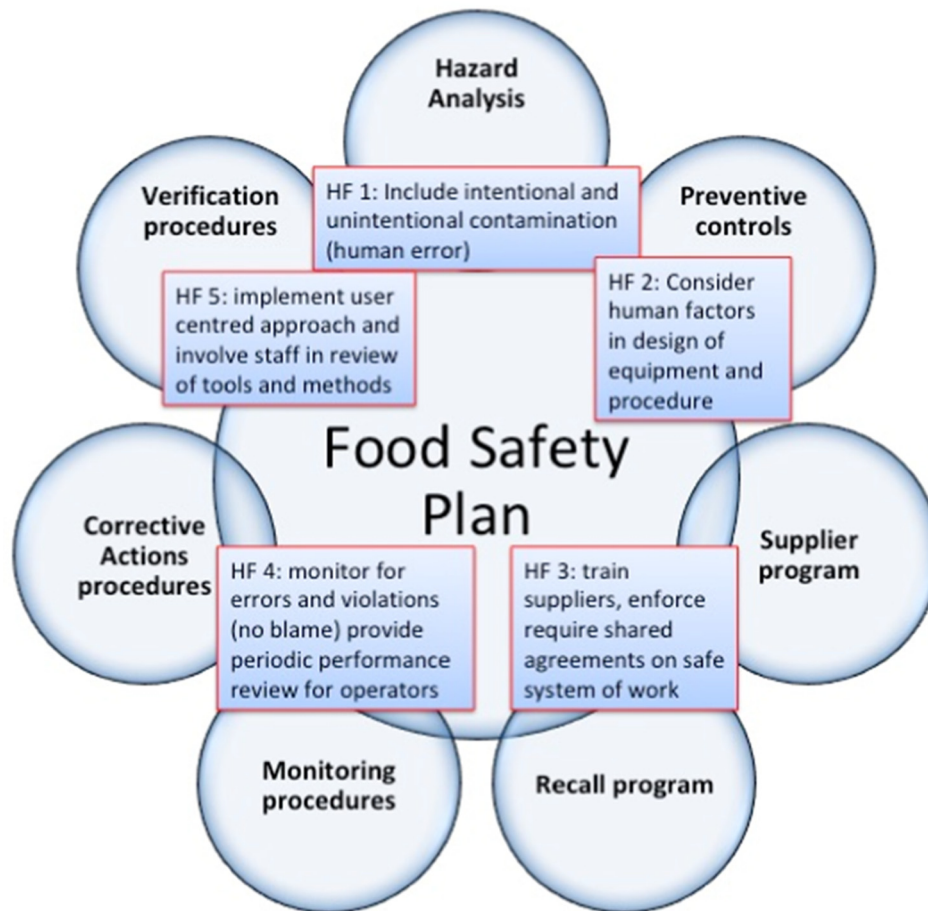 Hazard
Analysis
HF 1: Include intentional and
unintentional contamination
(human error)
Preventive
controls
HF 2: Consider
human factors
in design of
equipment and
procedure
Supplier
program
HF 3: train
suppliers, enforce
require shared
agreements on safe
system of work
Recall program
Monitoring
procedures
HF 4: monitor for
errors and violations
(no blame) provide
periodic performance
review for operators
Corrective
Actions
procedures
Verification
procedures
HF 5: implement user
centred approach and
involve staff in review
of tools and methods
Food Safety
Plan